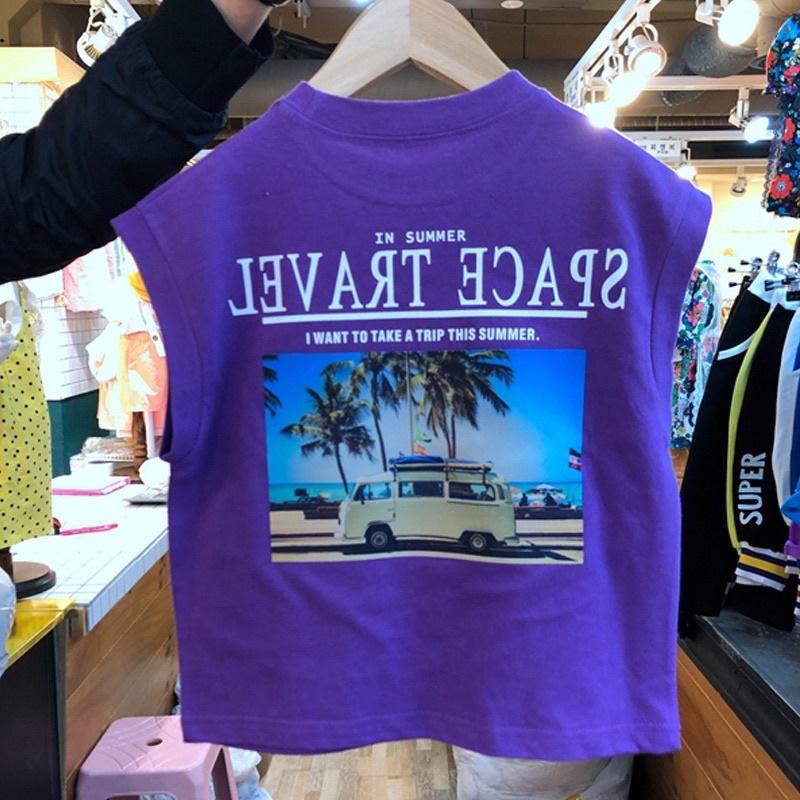 IN SUMMER
SPACE TRAVEL
I WANT TO TAKE A TRIP THIS SUMMER.
SUPER